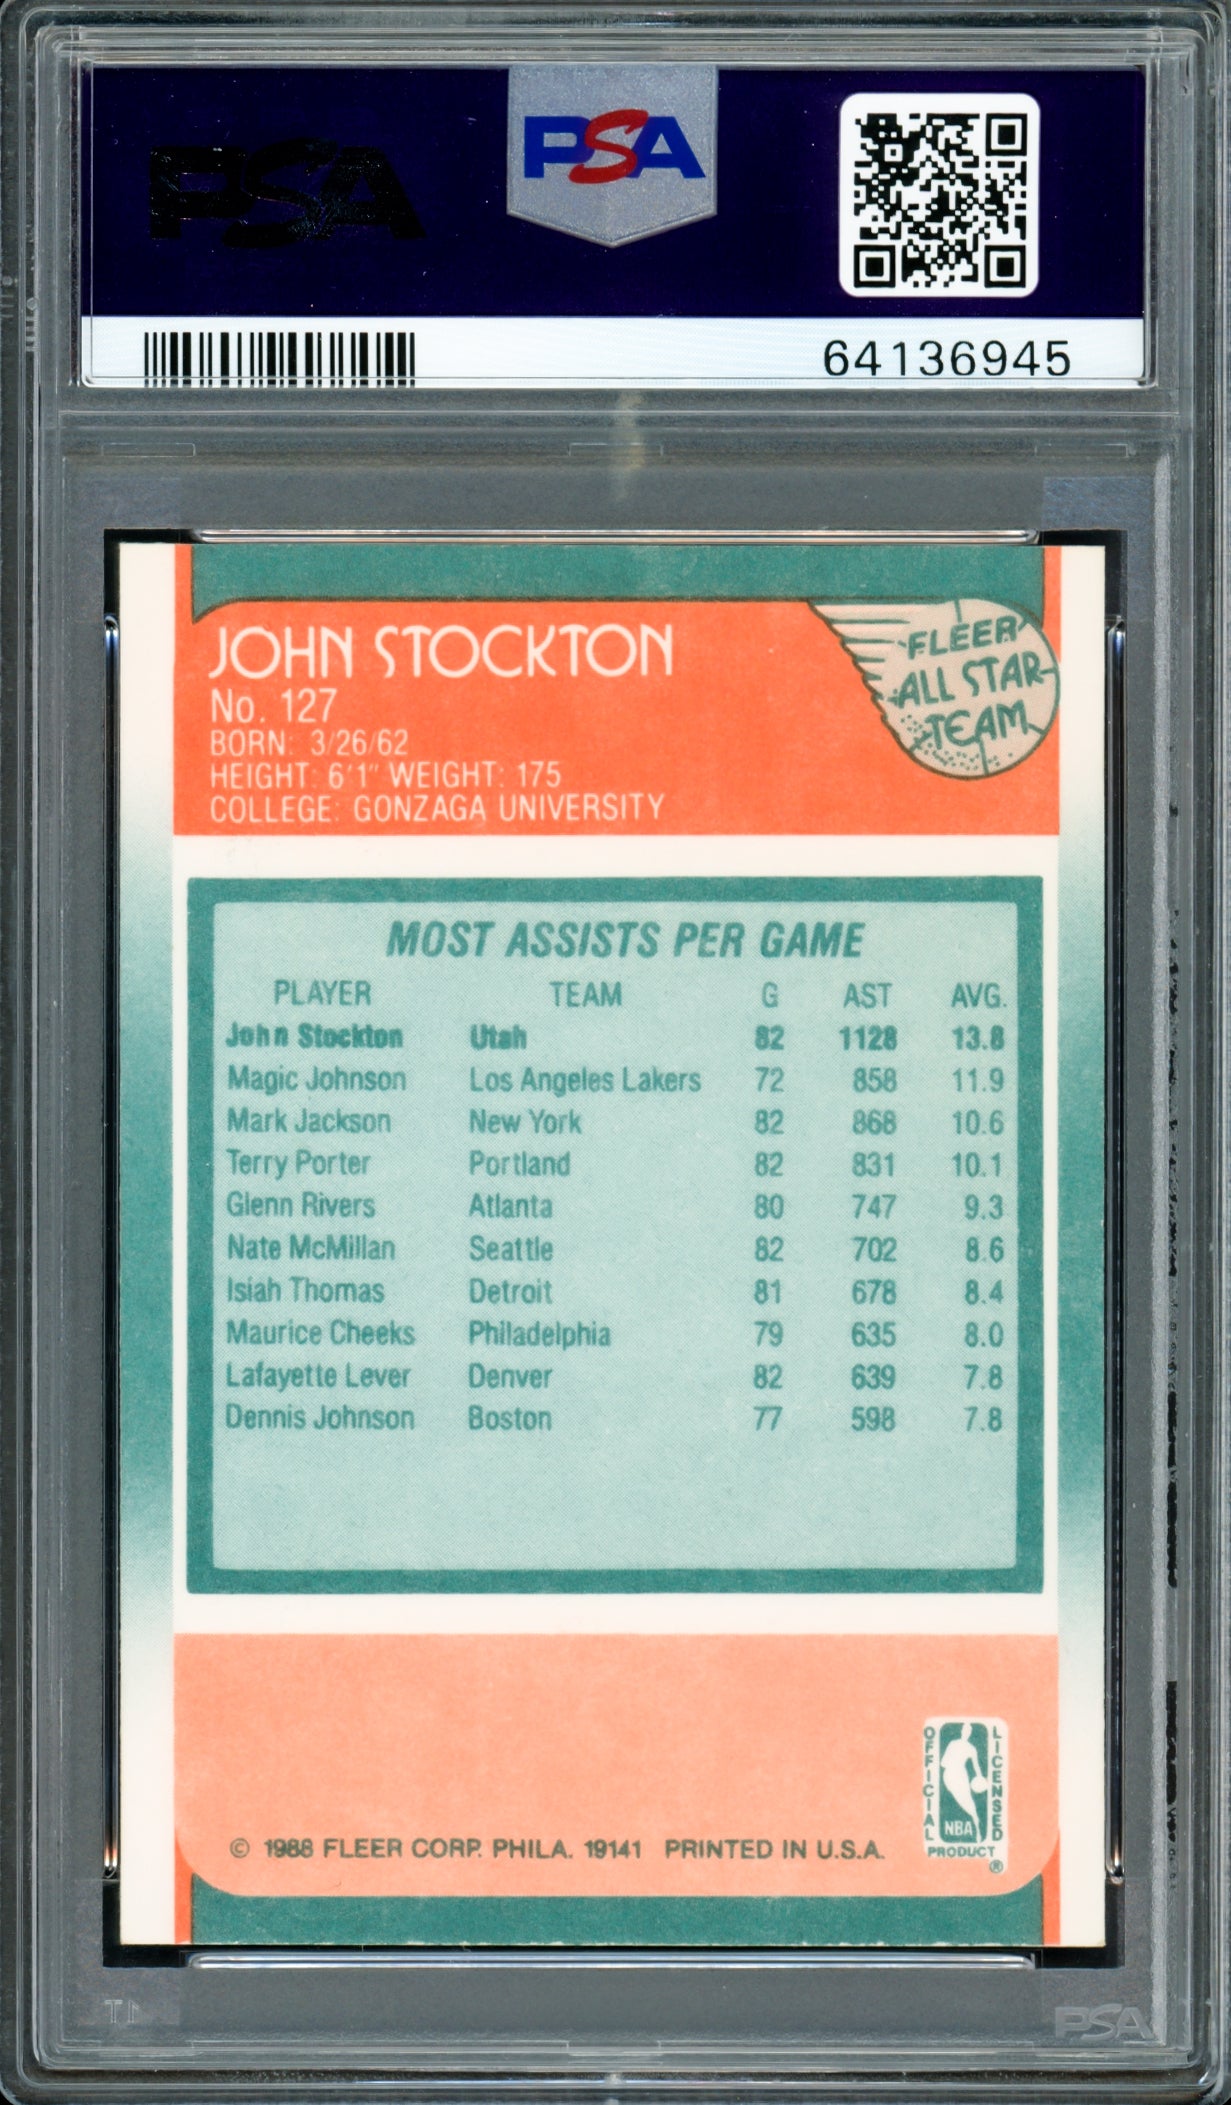 PSA
PSA
64136945
JOHN STOCKTON
No. 127
BORN: 3/26/62
HEIGHT: 6'1" WEIGHT: 175
COLLEGE: GONZAGA UNIVERSITY
FLEER
ALL STAR
TEAM
MOST ASSISTS PER GAME
PLAYER TEAM G AST AVG.
John Stockton Utah 82 1128 13.8
Magic Johnson Los Angeles Lakers 72 858 11.9
Mark Jackson New York 82 868 10.6
Terry Porter Portland 82 831 10.1
Glenn Rivers Atlanta 80 747 9.3
Nate McMillan Seattle 82 702 8.6
Isiah Thomas Detroit 81 678 8.4
Maurice Cheeks Philadelphia 79 635 8.0
Lafayette Lever Denver 82 639 7.8
Dennis Johnson Boston 77 598 7.8
OFFICIAL LICENSED
NBA
PRODUCT
®
© 1988 FLEER CORP. PHILA. 19141 PRINTED IN U.S.A.
PSA